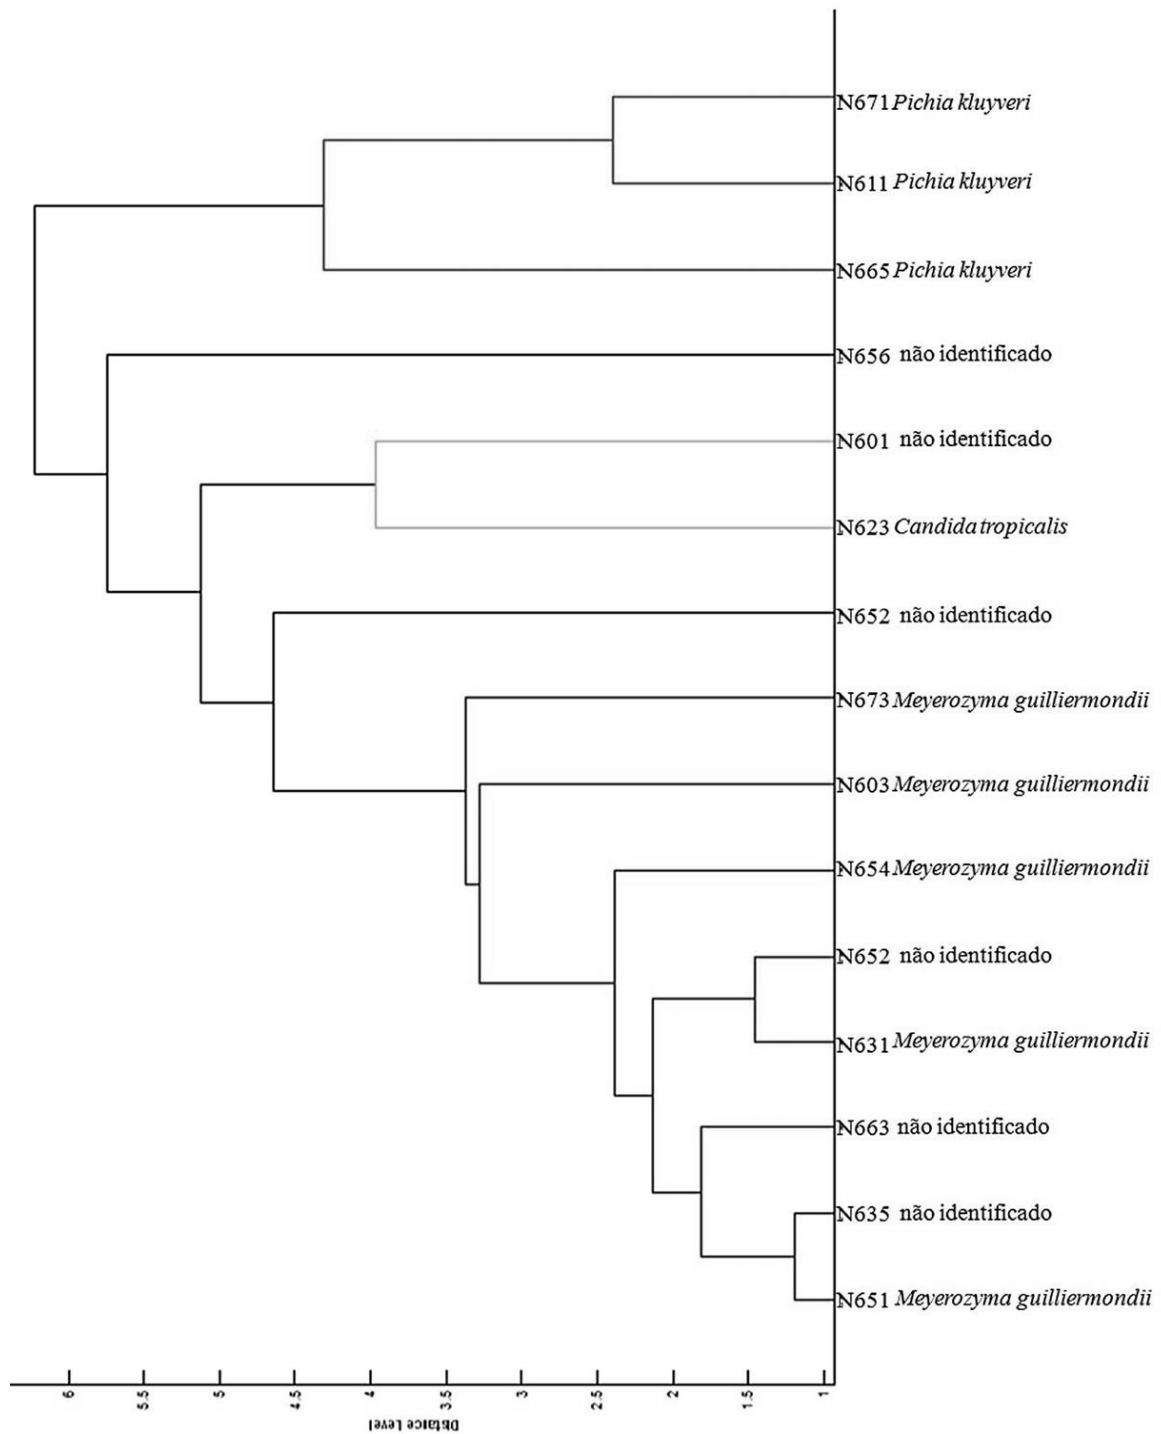 N671 Pichia kluyveri
N611 Pichia kluyveri
N665 Pichia kluyveri
N656 não identificado
N601 não identificado
N623 Candida tropicalis
N652 não identificado
N673 Meyerozyma guilliermondii
N603 Meyerozyma guilliermondii
N654 Meyerozyma guilliermondii
N652 não identificado
N631 Meyerozyma guilliermondii
N663 não identificado
N635 não identificado
N651 Meyerozyma guilliermondii
6 5.5 5 4.5 4 3.5 3 2.5 2 1.5 1
Distance Level